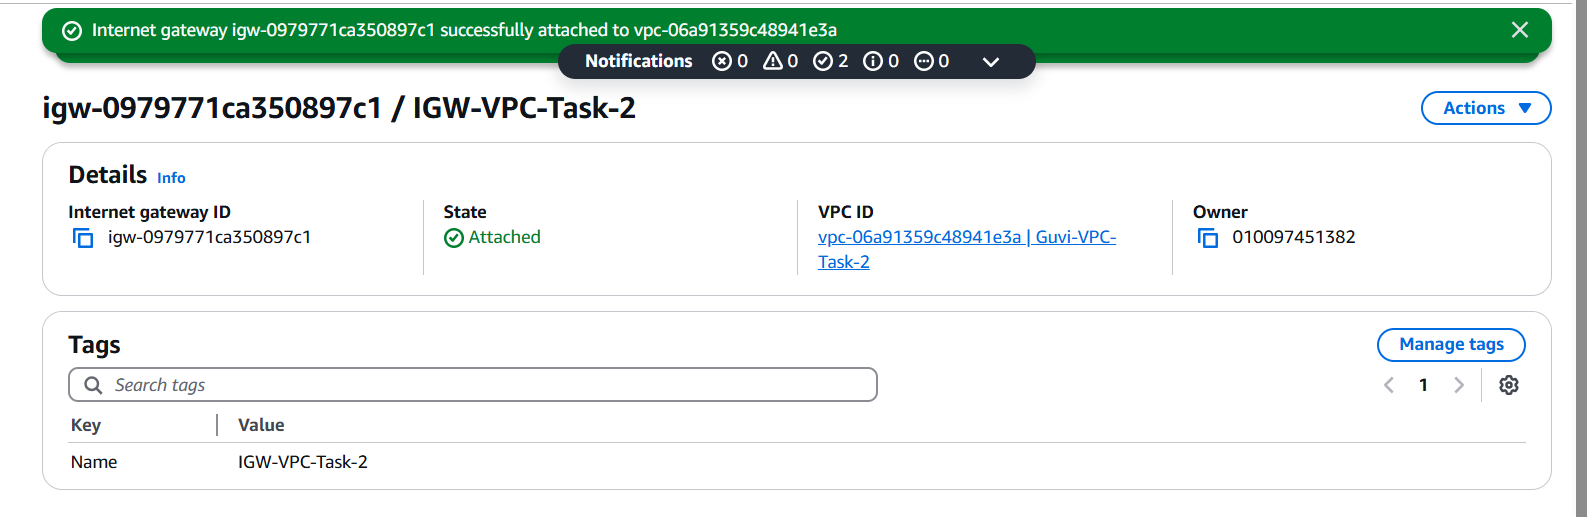 Internet gateway igw-0979771ca350897c1 successfully attached to vpc-06a91359c48941e3a
Notifications 0 0 2 0 0
igw-0979771ca350897c1 / IGW-VPC-Task-2
Actions
Details Info
Internet gateway ID
igw-0979771ca350897c1
State
Attached
VPC ID
vpc-06a91359c48941e3a | Guvi-VPC-
Task-2
Owner
010097451382
Tags
Manage tags
Search tags
1
Key Value
Name IGW-VPC-Task-2